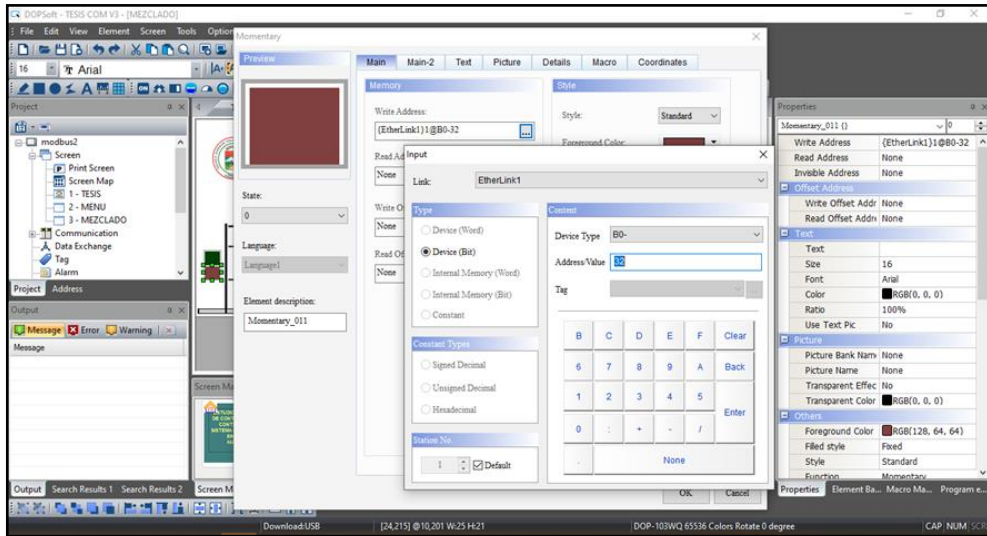 DOPSoft - TESIS COM V3 - [MEZCLADO]
File Edit View Element Screen Tools Option
16 Arial
Project
modbus2
Screen
Print Screen
Screen Map
1 - TESIS
2 - MENU
3 - MEZCLADO
Communication
Data Exchange
Tag
Alarm
Project Address
Output
Message Error Warning
Message
Output Search Results 1 Search Results 2
Screen Ma
Screen M
Momentary
Preview
State:
0
Language:
Language1
Element description:
Momentary_011
Main Main-2 Text Picture Details Macro Coordinates
Memory
Write Address:
{EtherLink1}1@B0-32 ...
Read Ad
None
Write O
None
Read Of
None
Style
Style: Standard
Foreground Color:
OK Cancel
Input
Link: EtherLink1
Type
Device (Word)
Device (Bit)
Internal Memory (Word)
Internal Memory (Bit)
Constant
Constant Types
Signed Decimal
Unsigned Decimal
Hexadecimal
Station No.
1 Default
Content
Device Type B0-
Address/Value 32
Tag
B C D E F Clear
6 7 8 9 A Back
1 2 3 4 5 Enter
0 : + - /
. None
Properties
Momentary_011 {} 0
Write Address {EtherLink1}1@B0-32
Read Address None
Invisible Address None
Offset Address
Write Offset Addr None
Read Offset Addr None
Text
Text
Size 16
Font Arial
Color RGB(0, 0, 0)
Ratio 100%
Use Text Pic No
Picture
Picture Bank Nam None
Picture Name None
Transparent Effec No
Transparent Color RGB(0, 0, 0)
Others
Foreground Color RGB(128, 64, 64)
Filled style Fixed
Style Standard
Function Momentary
Properties Element Ba... Macro Ma... Program e...
Download:USB [24,215] @10,201 W:25 H:21 DOP-103WQ 65536 Colors Rotate 0 degree CAP NUM SCR